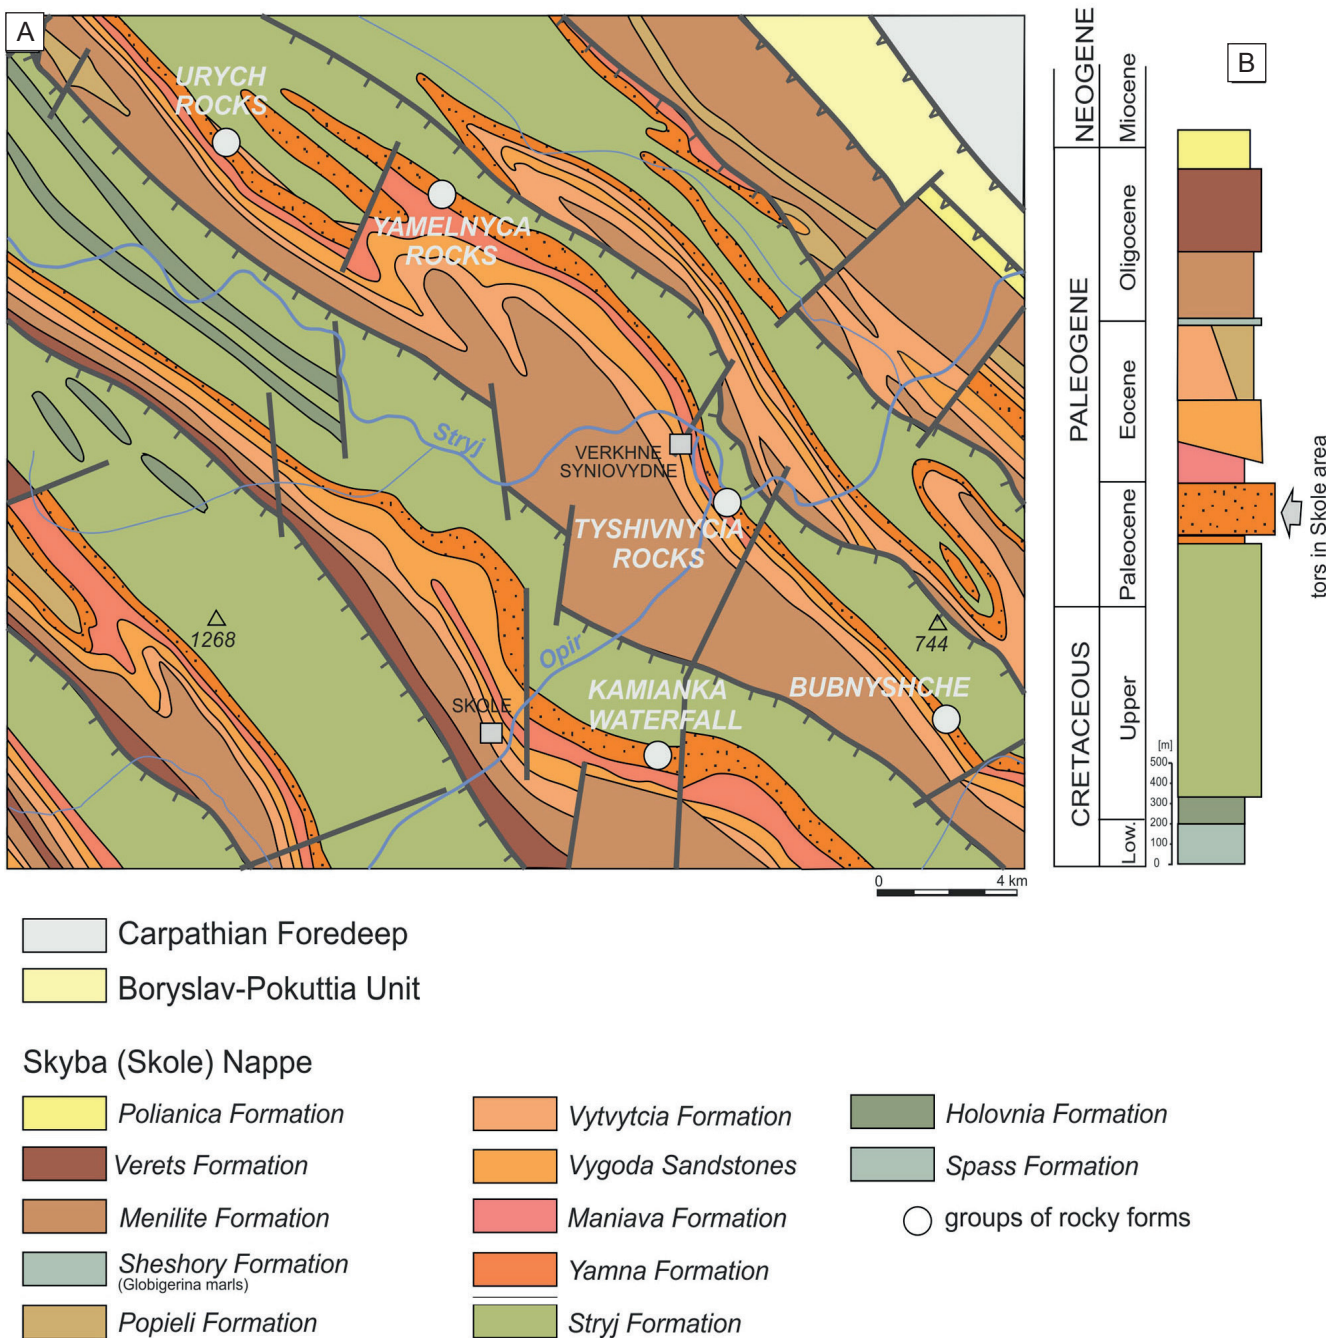 A
URYCH
ROCKS
YAMELNYCA
ROCKS
Stryj
VERKHNE
SYNIOVYDNE
TYSHIVNYCIA
ROCKS
1268
744
Opir
SKOLE
KAMIANKA
WATERFALL
BUBNYSHCHE
0 4 km
B
NEOGENE
Miocene
PALEOGENE
Oligocene
Eocene
Paleocene
CRETACEOUS
Upper
Low.
[m]
500
400
300
200
100
0
tors in Skole area
Carpathian Foredeep
Boryslav-Pokuttia Unit
Skyba (Skole) Nappe
Polianica Formation
Verets Formation
Menilite Formation
Sheshory Formation
(Globigerina marls)
Popieli Formation
Vytvytcia Formation
Vygoda Sandstones
Maniava Formation
Yamna Formation
Stryj Formation
Holovnia Formation
Spass Formation
groups of rocky forms